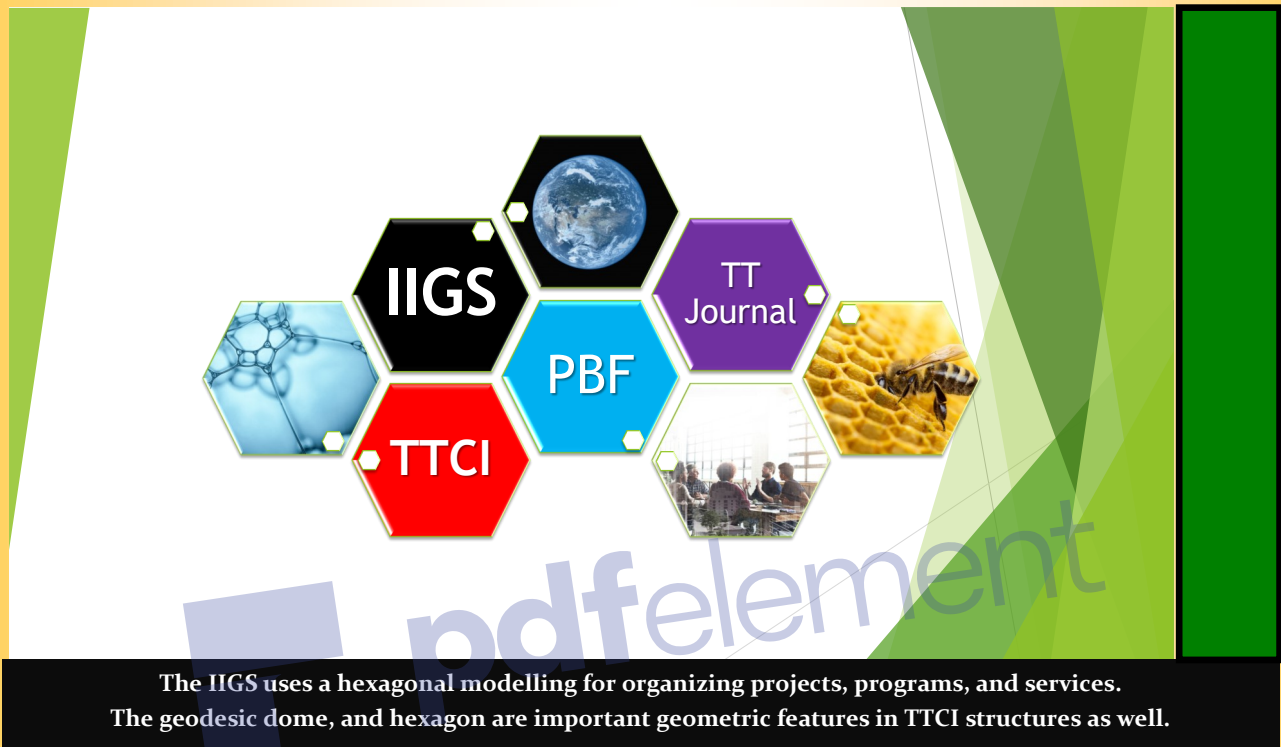 IIGS
TT
Journal
PBF
TTCI
pdfelement
The IIGS uses a hexagonal modelling for organizing projects, programs, and services.
The geodesic dome, and hexagon are important geometric features in TTCI structures as well.